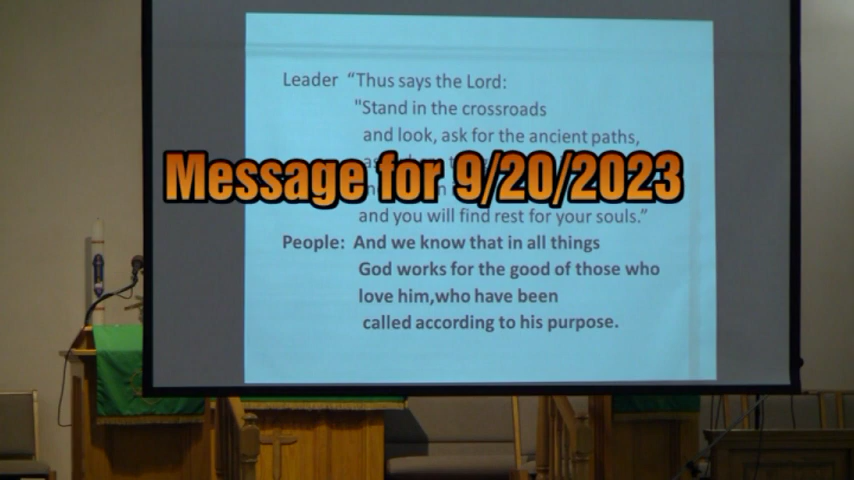 Leader “Thus says the Lord:
"Stand in the crossroads
and look, ask for the ancient paths,
Message for 9/20/2023
and you will find rest for your souls.”
People: And we know that in all things
God works for the good of those who
love him,who have been
called according to his purpose.